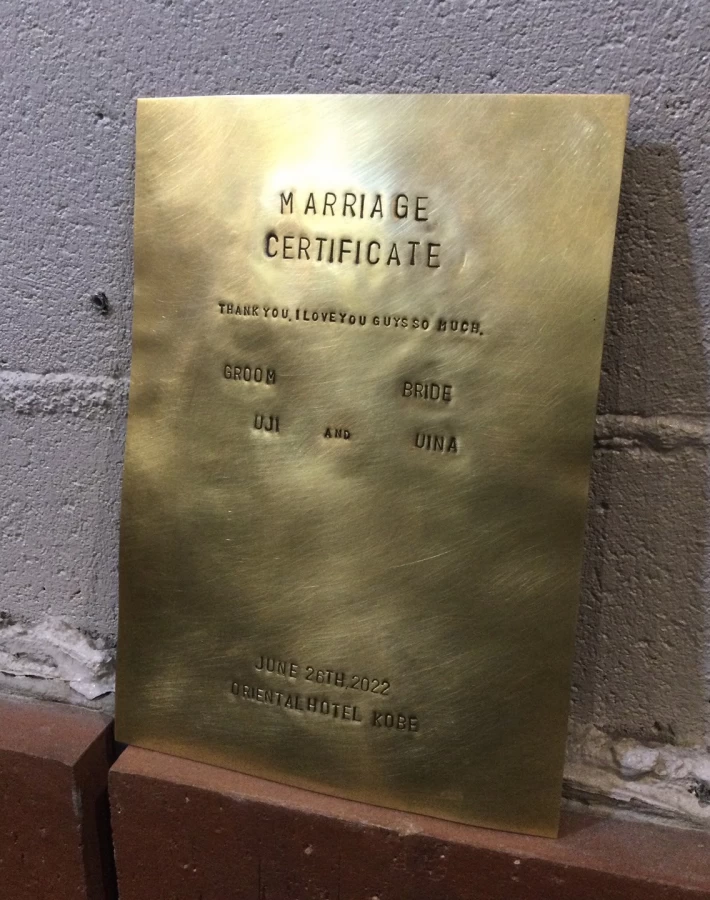 MARRIAGE
CERTIFICATE
THANK YOU, I LOVE YOU GUYS SO MUCH.
GROOM BRIDE
UJI AND UINA
JUNE 26TH,2022
ORIENTAL HOTEL KOBE